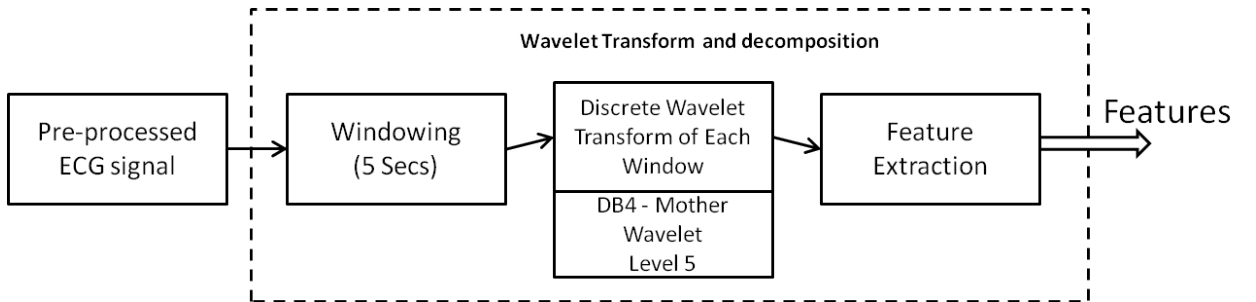 Wavelet Transform and decomposition
Pre-processed
ECG signal
Windowing
(5 Secs)
Discrete Wavelet
Transform of Each
Window
DB4 - Mother
Wavelet
Level 5
Feature
Extraction
Features